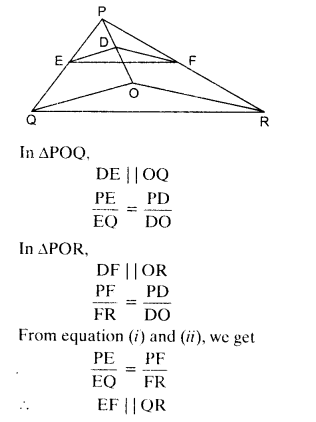 P
D
E F
O
Q R
In ΔPOQ,
DE || OQ
PE/EQ = PD/DO
In ΔPOR,
DF || OR
PF/FR = PD/DO
From equation (i) and (ii), we get
PE/EQ = PF/FR
∴ EF || QR